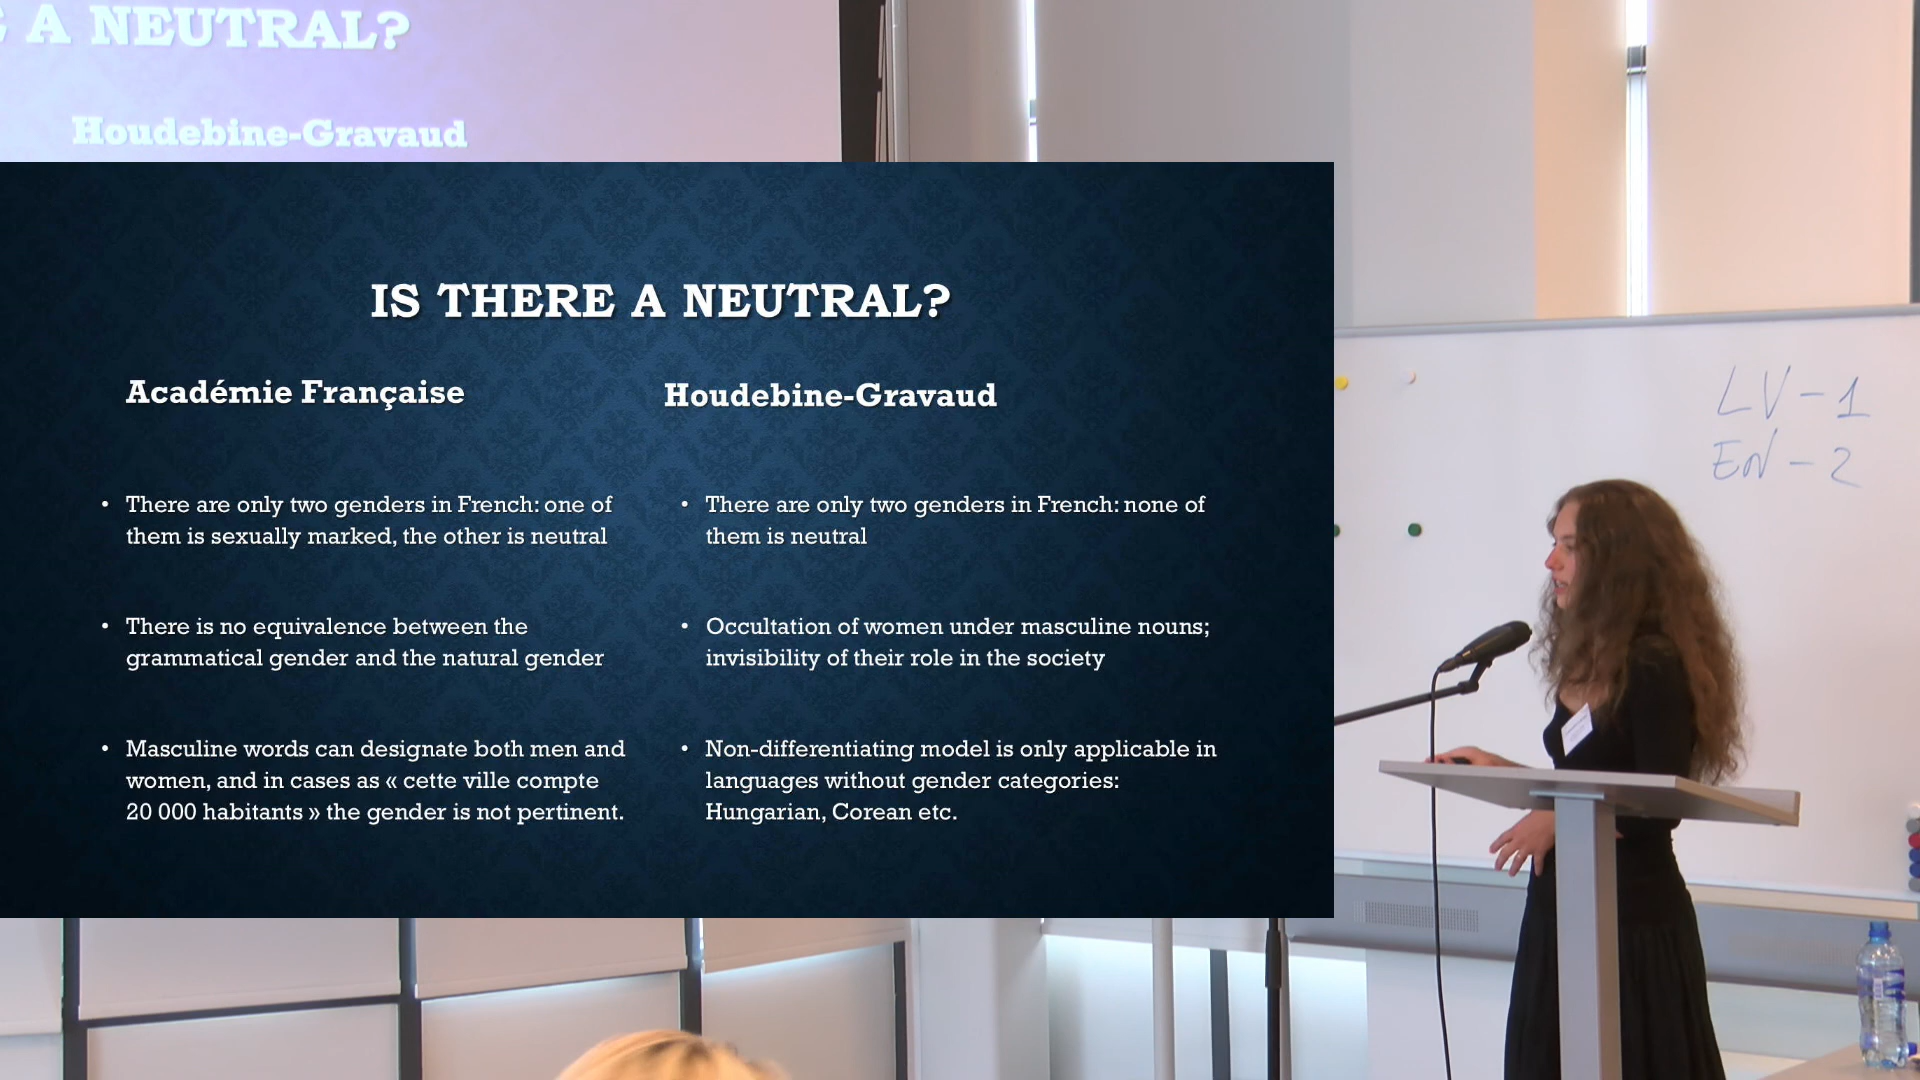 A NEUTRAL?
Houdebine-Gravaud
IS THERE A NEUTRAL?
Académie Française
• There are only two genders in French: one of
them is sexually marked, the other is neutral
• There is no equivalence between the
grammatical gender and the natural gender
• Masculine words can designate both men and
women, and in cases as « cette ville compte
20 000 habitants » the gender is not pertinent.
Houdebine-Gravaud
• There are only two genders in French: none of
them is neutral
• Occultation of women under masculine nouns;
invisibility of their role in the society
• Non-differentiating model is only applicable in
languages without gender categories:
Hungarian, Corean etc.
LV-1
EN-2